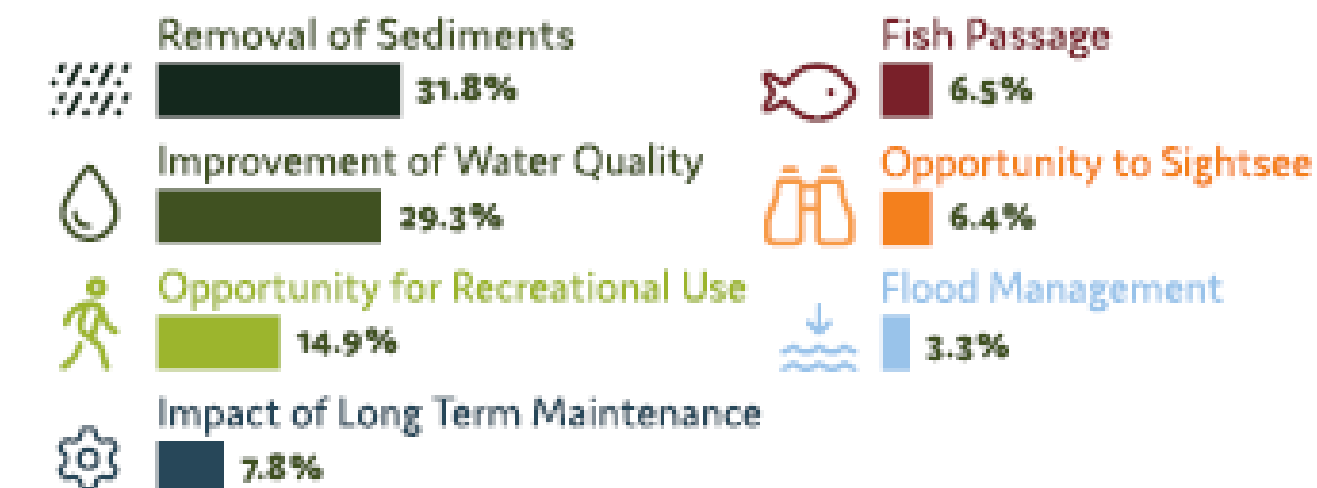 Removal of Sediments
31.8%
Improvement of Water Quality
29.3%
Opportunity for Recreational Use
14.9%
Impact of Long Term Maintenance
7.8%
Fish Passage
6.5%
Opportunity to Sightsee
6.4%
Flood Management
3.3%